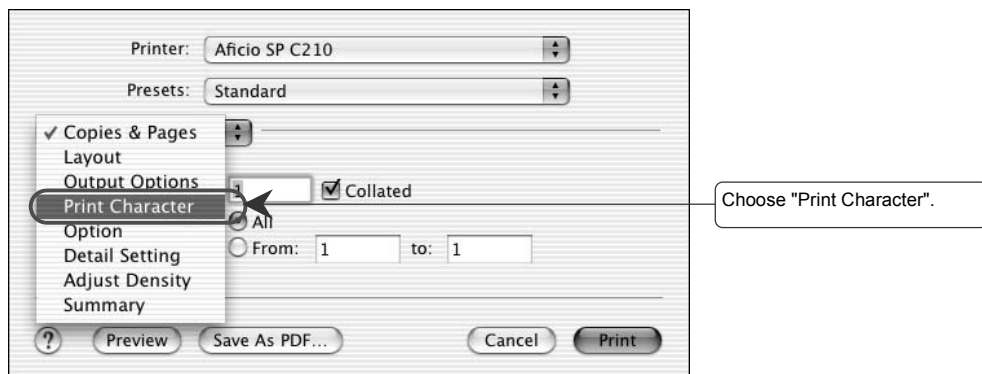 Printer: Aficio SP C210
Presets: Standard
✓ Copies & Pages
Layout
Output Options
1 Collated
Print Character
Choose "Print Character".
All
Option
From: 1 to: 1
Detail Setting
Adjust Density
Summary
? Preview Save As PDF... Cancel Print